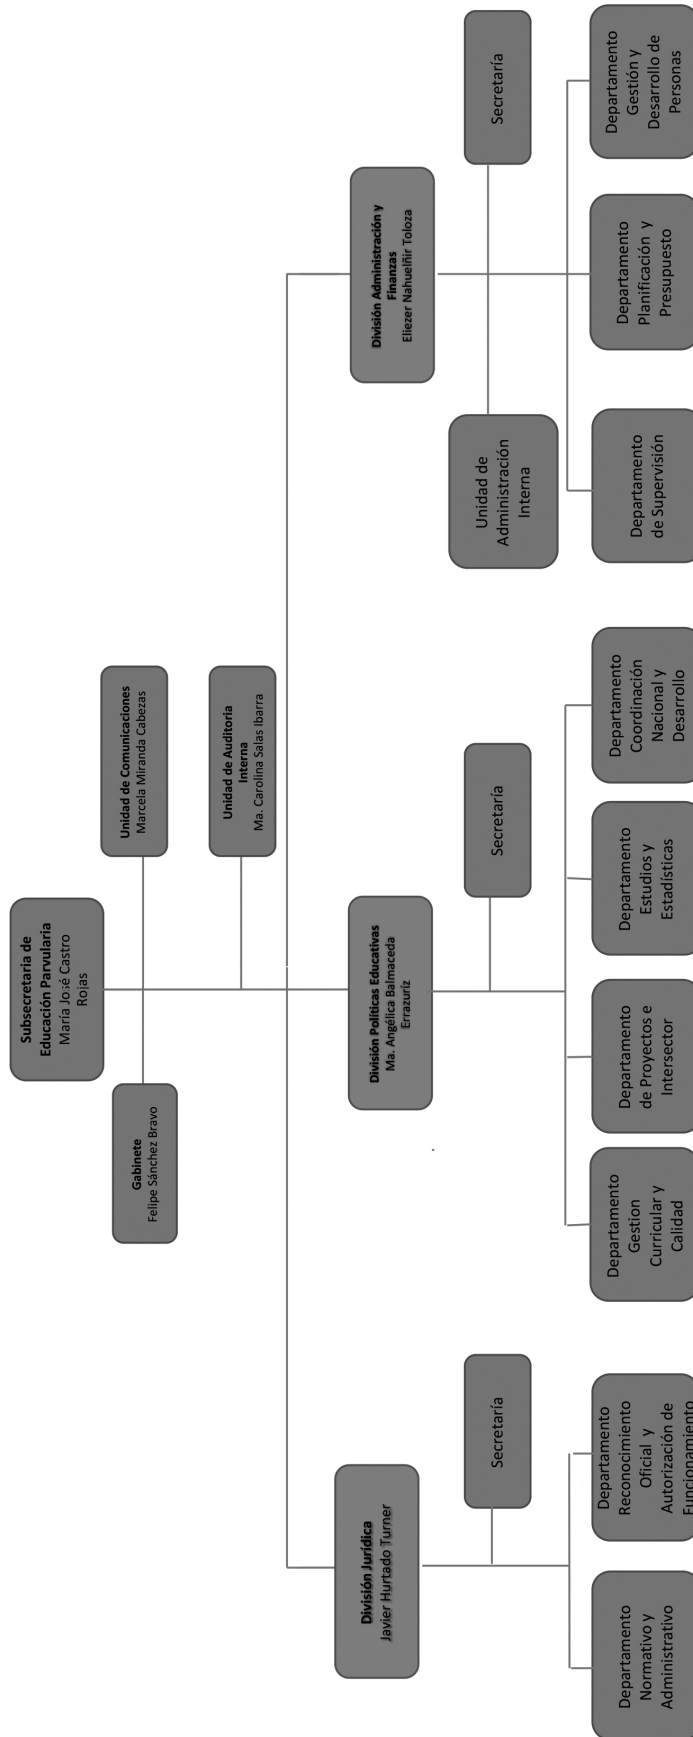 Subsecretaria de
Educación Parvularia
María José Castro
Rojas
Gabinete
Felipe Sánchez Bravo
Unidad de Comunicaciones
Marcela Miranda Cabezas
Unidad de Auditoria
Interna
Ma. Carolina Salas Ibarra
División Jurídica
Javier Hurtado Turner
División Políticas Educativas
Ma. Angélica Balmaceda
Errazuríz
División Administración y
Finanzas
Eliezer Nahuelñir Toloza
Secretaría
Secretaría
Unidad de
Administración
Interna
Secretaría
Departamento
Normativo y
Administrativo
Departamento
Reconocimiento
Oficial y
Autorización de
Funcionamiento
Departamento
Gestion
Curricular y
Calidad
Departamento
de Proyectos e
Intersector
Departamento
Estudios y
Estadísticas
Departamento
Coordinación
Nacional y
Desarrollo
Departamento
de Supervisión
Departamento
Planificación y
Presupuesto
Departamento
Gestión y
Desarrollo de
Personas